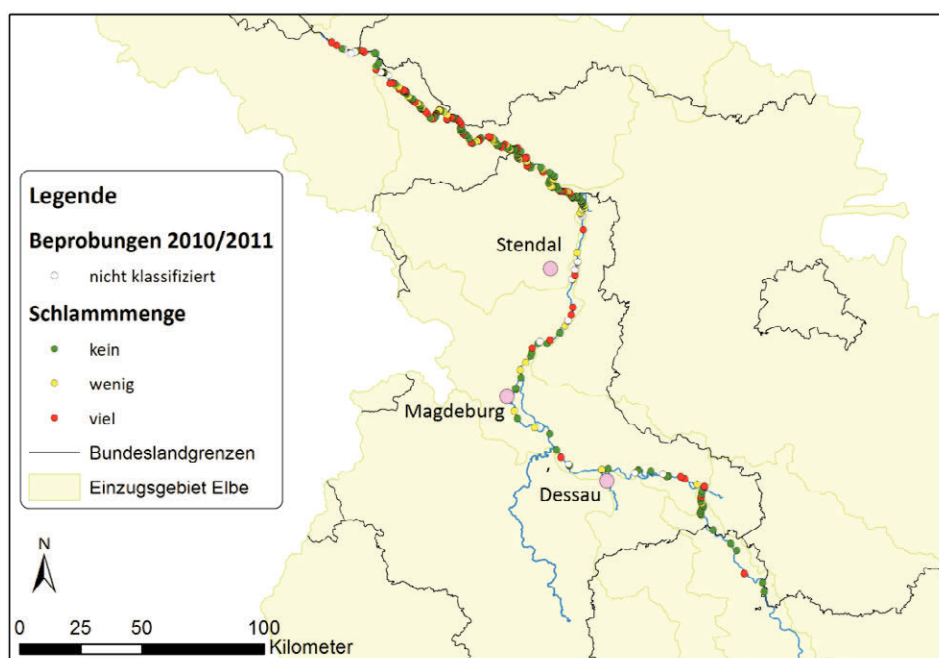 Legende
Beprobungen 2010/2011
nicht klassifiziert
Schlammmenge
kein
wenig
viel
Bundeslandgrenzen
Einzugsgebiet Elbe
Stendal
Magdeburg
Dessau
N
0 25 50 100
Kilometer